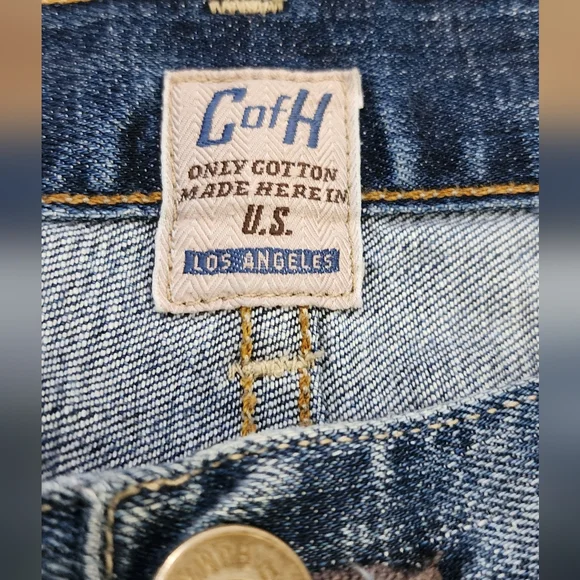 CofH
ONLY COTTON
MADE HERE IN
U.S.
LOS ANGELES